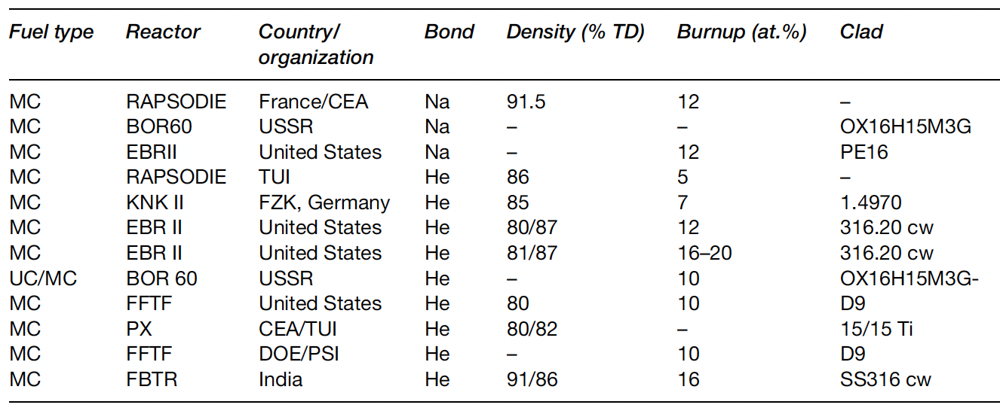 Fuel type Reactor Country/ Bond Density (% TD) Burnup (at.%) Clad
organization
MC RAPSODIE France/CEA Na 91.5 12 –
MC BOR60 USSR Na – – OX16H15M3G
MC EBRII United States Na – 12 PE16
MC RAPSODIE TUI He 86 5 –
MC KNK II FZK, Germany He 85 7 1.4970
MC EBR II United States He 80/87 12 316.20 cw
MC EBR II United States He 81/87 16–20 316.20 cw
UC/MC BOR 60 USSR He – 10 OX16H15M3G-
MC FFTF United States He 80 10 D9
MC PX CEA/TUI He 80/82 – 15/15 Ti
MC FFTF DOE/PSI He – 10 D9
MC FBTR India He 91/86 16 SS316 cw